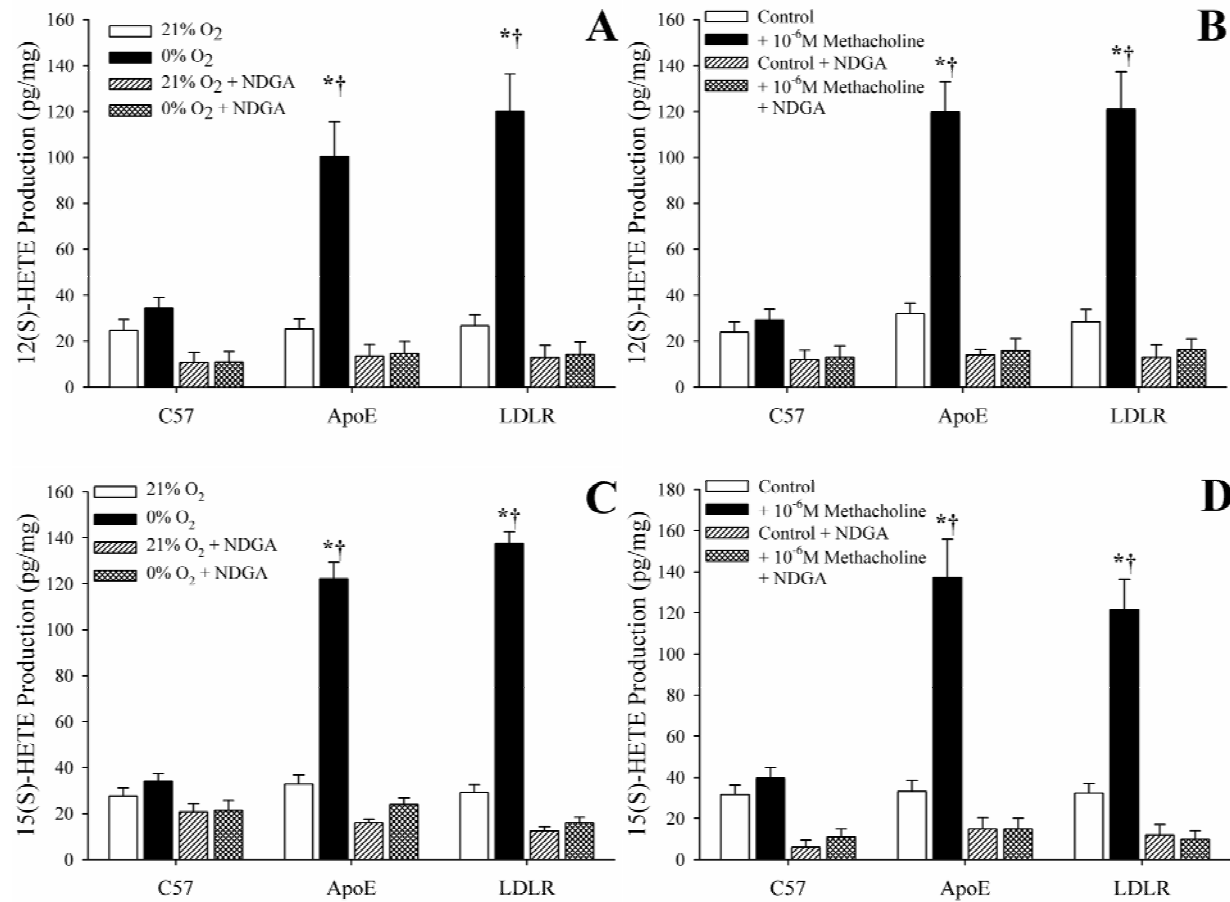 A
21% O2
0% O2
21% O2 + NDGA
0% O2 + NDGA
12(S)-HETE Production (pg/mg)
160
140
120
100
80
60
40
20
0
*†
*†
C57 ApoE LDLR
B
Control
+ 10-6M Methacholine
Control + NDGA
+ 10-6M Methacholine
+ NDGA
12(S)-HETE Production (pg/mg)
160
140
120
100
80
60
40
20
0
*†
*†
C57 ApoE LDLR
C
21% O2
0% O2
21% O2 + NDGA
0% O2 + NDGA
15(S)-HETE Production (pg/mg)
160
140
120
100
80
60
40
20
0
*†
*†
C57 ApoE LDLR
D
Control
+ 10-6M Methacholine
Control + NDGA
+ 10-6M Methacholine
+ NDGA
15(S)-HETE Production (pg/mg)
180
160
140
120
100
80
60
40
20
0
*†
*†
C57 ApoE LDLR